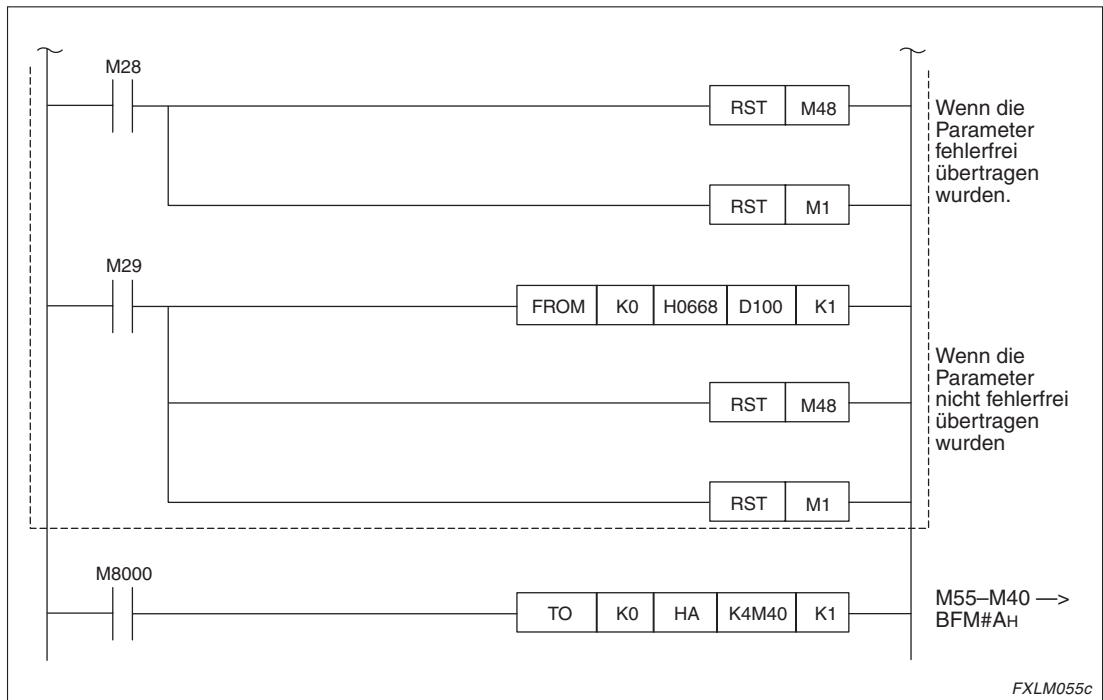 M28
RST M48
Wenn die
Parameter
fehlerfrei
übertragen
wurden.
RST M1
M29
FROM K0 H0668 D100 K1
Wenn die
Parameter
nicht fehlerfrei
übertragen
wurden
RST M48
RST M1
M8000
TO K0 HA K4M40 K1
M55–M40 —>
BFM#AH
FXLM055c